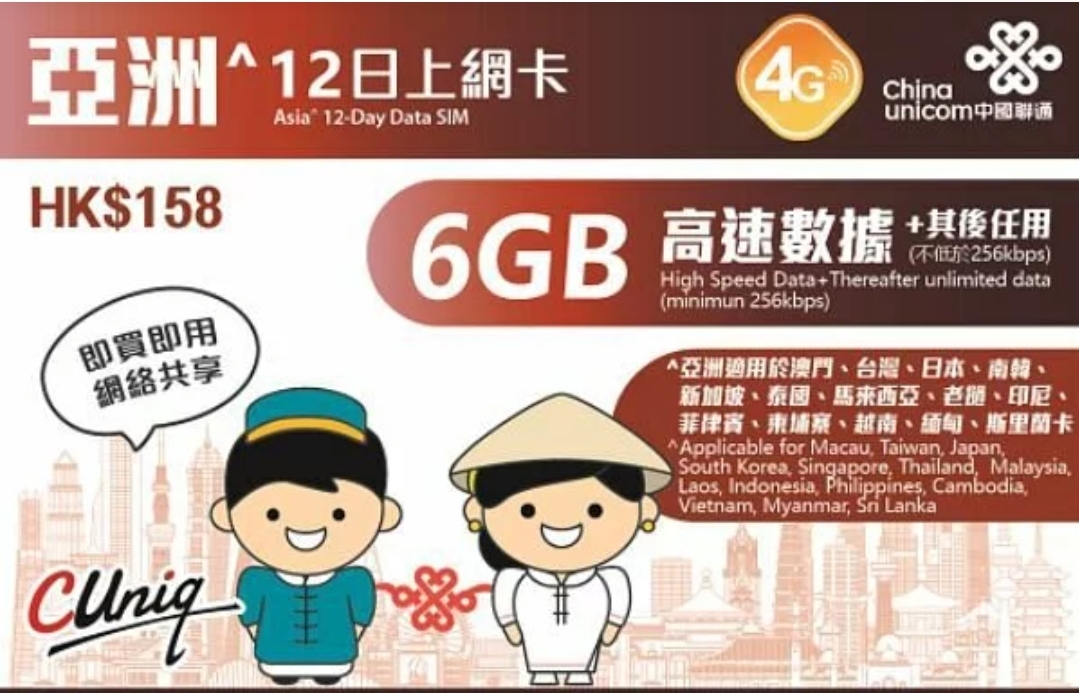 亞洲^12日上網卡
Asia^ 12-Day Data SIM
4G
China
unicom中國聯通
HK$158
6GB
高速數據+其後任用
(不低於256kbps)
High Speed Data+Thereafter unlimited data
(minimun 256kbps)
即買即用
網絡共享
^亞洲適用於澳門、台灣、日本、南韓、
新加坡、泰國、馬來西亞、老撾、印尼、
菲律賓、柬埔寨、越南、緬甸、斯里蘭卡
^Applicable for Macau, Taiwan, Japan,
South Korea, Singapore, Thailand, Malaysia,
Laos, Indonesia, Philippines, Cambodia,
Vietnam, Myanmar, Sri Lanka
CUniq